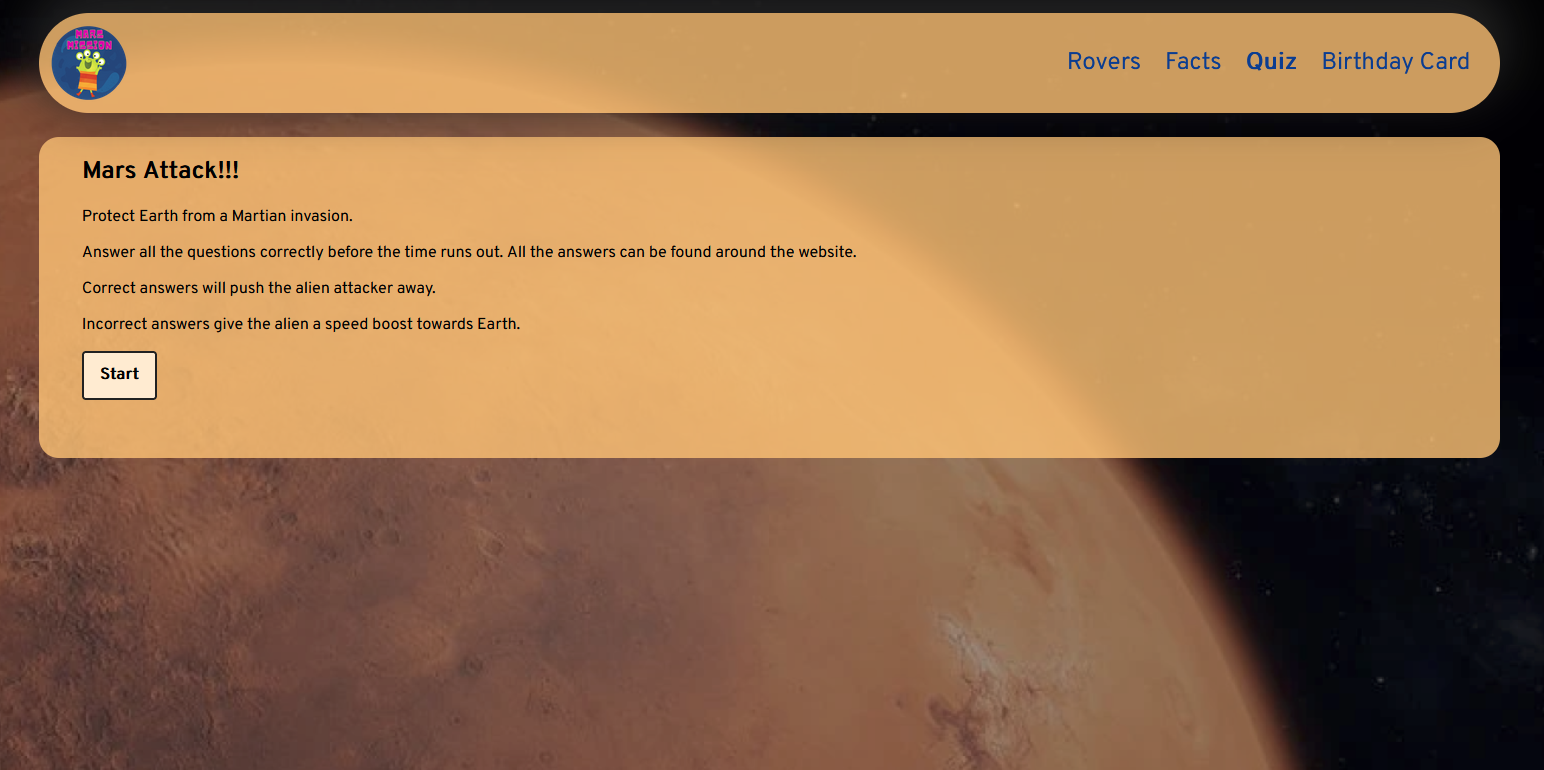 MARS
MISSION
Rovers Facts Quiz Birthday Card
Mars Attack!!!
Protect Earth from a Martian invasion.
Answer all the questions correctly before the time runs out. All the answers can be found around the website.
Correct answers will push the alien attacker away.
Incorrect answers give the alien a speed boost towards Earth.
Start